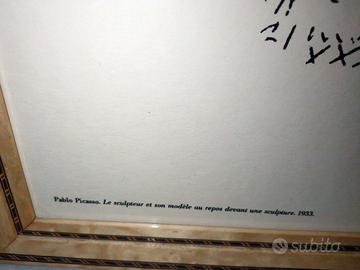 Pablo Picasso. Le sculpteur et son modèle au repos devant une sculpture. 1933.
subito